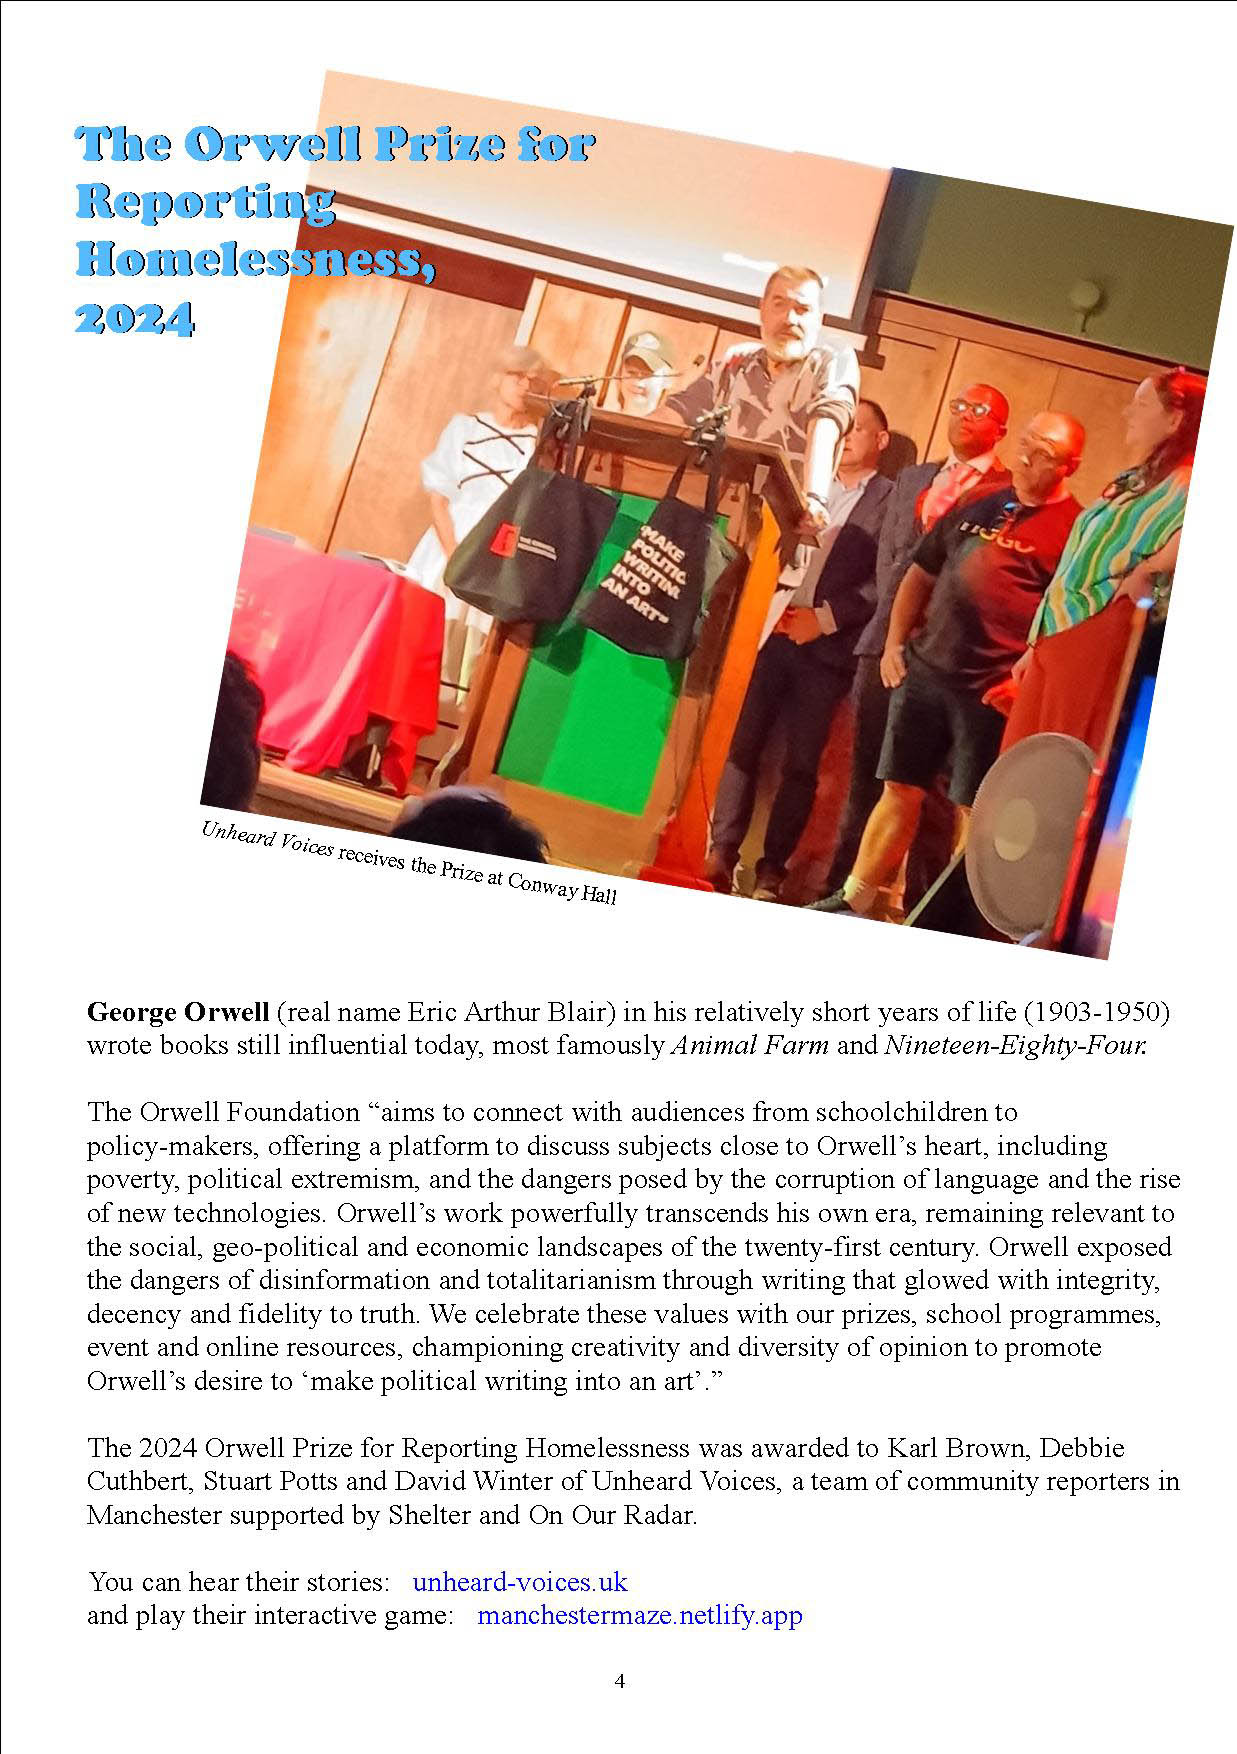 The Orwell Prize for
Reporting
Homelessness,
2024
"MAKE
POLITIC
WRITIN
INTO
AN ART"
HUGO
Unheard Voices receives the Prize at Conway Hall
George Orwell (real name Eric Arthur Blair) in his relatively short years of life (1903-1950)
wrote books still influential today, most famously Animal Farm and Nineteen-Eighty-Four.
The Orwell Foundation “aims to connect with audiences from schoolchildren to
policy-makers, offering a platform to discuss subjects close to Orwell’s heart, including
poverty, political extremism, and the dangers posed by the corruption of language and the rise
of new technologies. Orwell’s work powerfully transcends his own era, remaining relevant to
the social, geo-political and economic landscapes of the twenty-first century. Orwell exposed
the dangers of disinformation and totalitarianism through writing that glowed with integrity,
decency and fidelity to truth. We celebrate these values with our prizes, school programmes,
event and online resources, championing creativity and diversity of opinion to promote
Orwell’s desire to ‘make political writing into an art’.”
The 2024 Orwell Prize for Reporting Homelessness was awarded to Karl Brown, Debbie
Cuthbert, Stuart Potts and David Winter of Unheard Voices, a team of community reporters in
Manchester supported by Shelter and On Our Radar.
You can hear their stories: unheard-voices.uk
and play their interactive game: manchestermaze.netlify.app
4